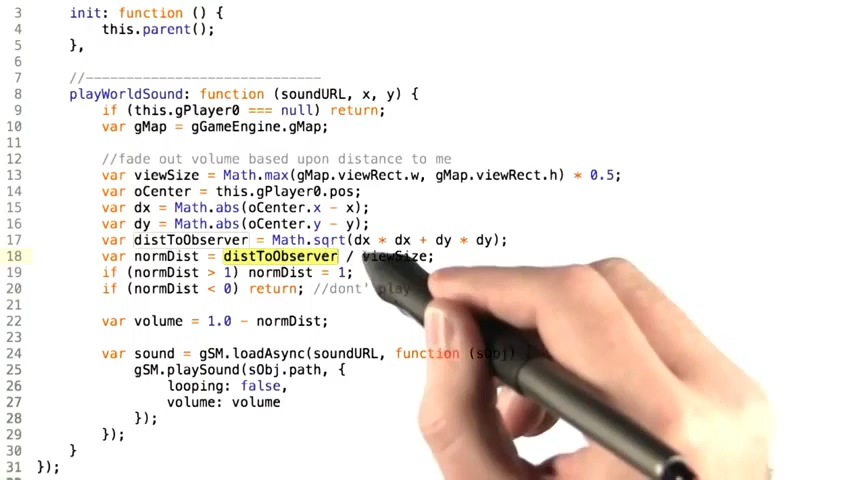 3 init: function () {
4 this.parent();
5 },
6
7 //-----------------------------
8 playWorldSound: function (soundURL, x, y) {
9 if (this.gPlayer0 === null) return;
10 var gMap = gGameEngine.gMap;
11
12 //fade out volume based upon distance to me
13 var viewSize = Math.max(gMap.viewRect.w, gMap.viewRect.h) * 0.5;
14 var oCenter = this.gPlayer0.pos;
15 var dx = Math.abs(oCenter.x - x);
16 var dy = Math.abs(oCenter.y - y);
17 var distToObserver = Math.sqrt(dx * dx + dy * dy);
18 var normDist = distToObserver / viewSize;
19 if (normDist > 1) normDist = 1;
20 if (normDist < 0) return; //dont' play
21
22 var volume = 1.0 - normDist;
23
24 var sound = gSM.loadAsync(soundURL, function (sObj) {
25 gSM.playSound(sObj.path, {
26 looping: false,
27 volume: volume
28 });
29 });
30 }
31 });